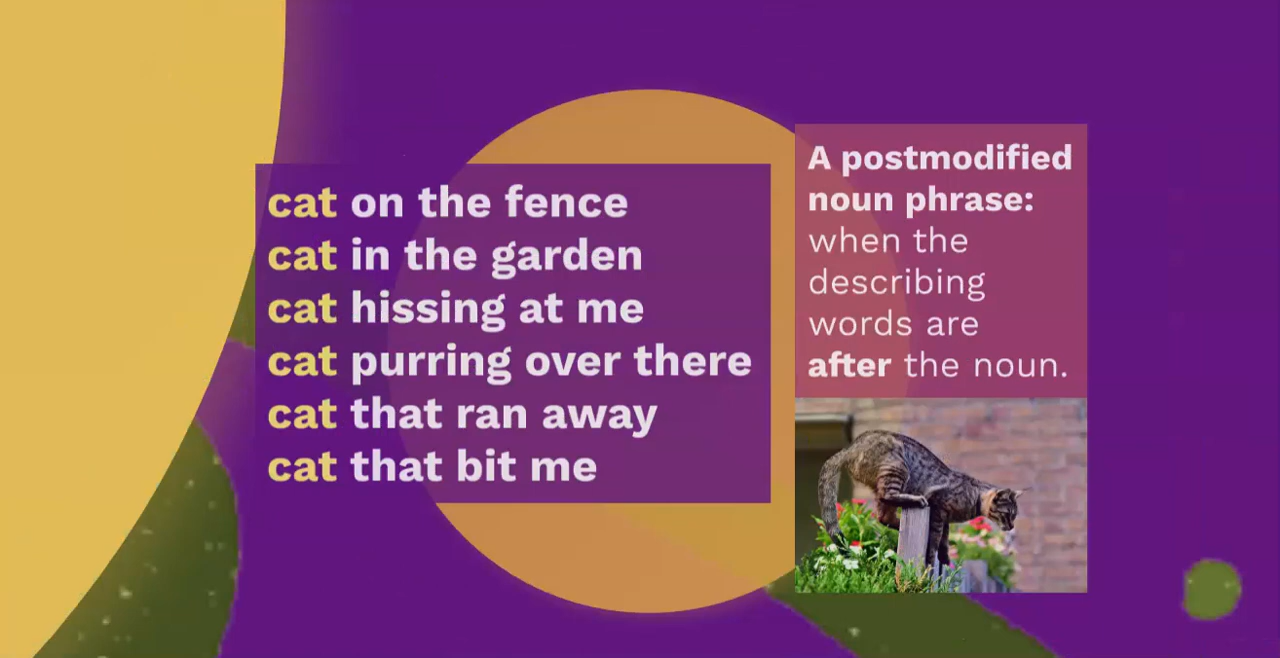 cat on the fence
cat in the garden
cat hissing at me
cat purring over there
cat that ran away
cat that bit me
A postmodified
noun phrase:
when the
describing
words are
after the noun.